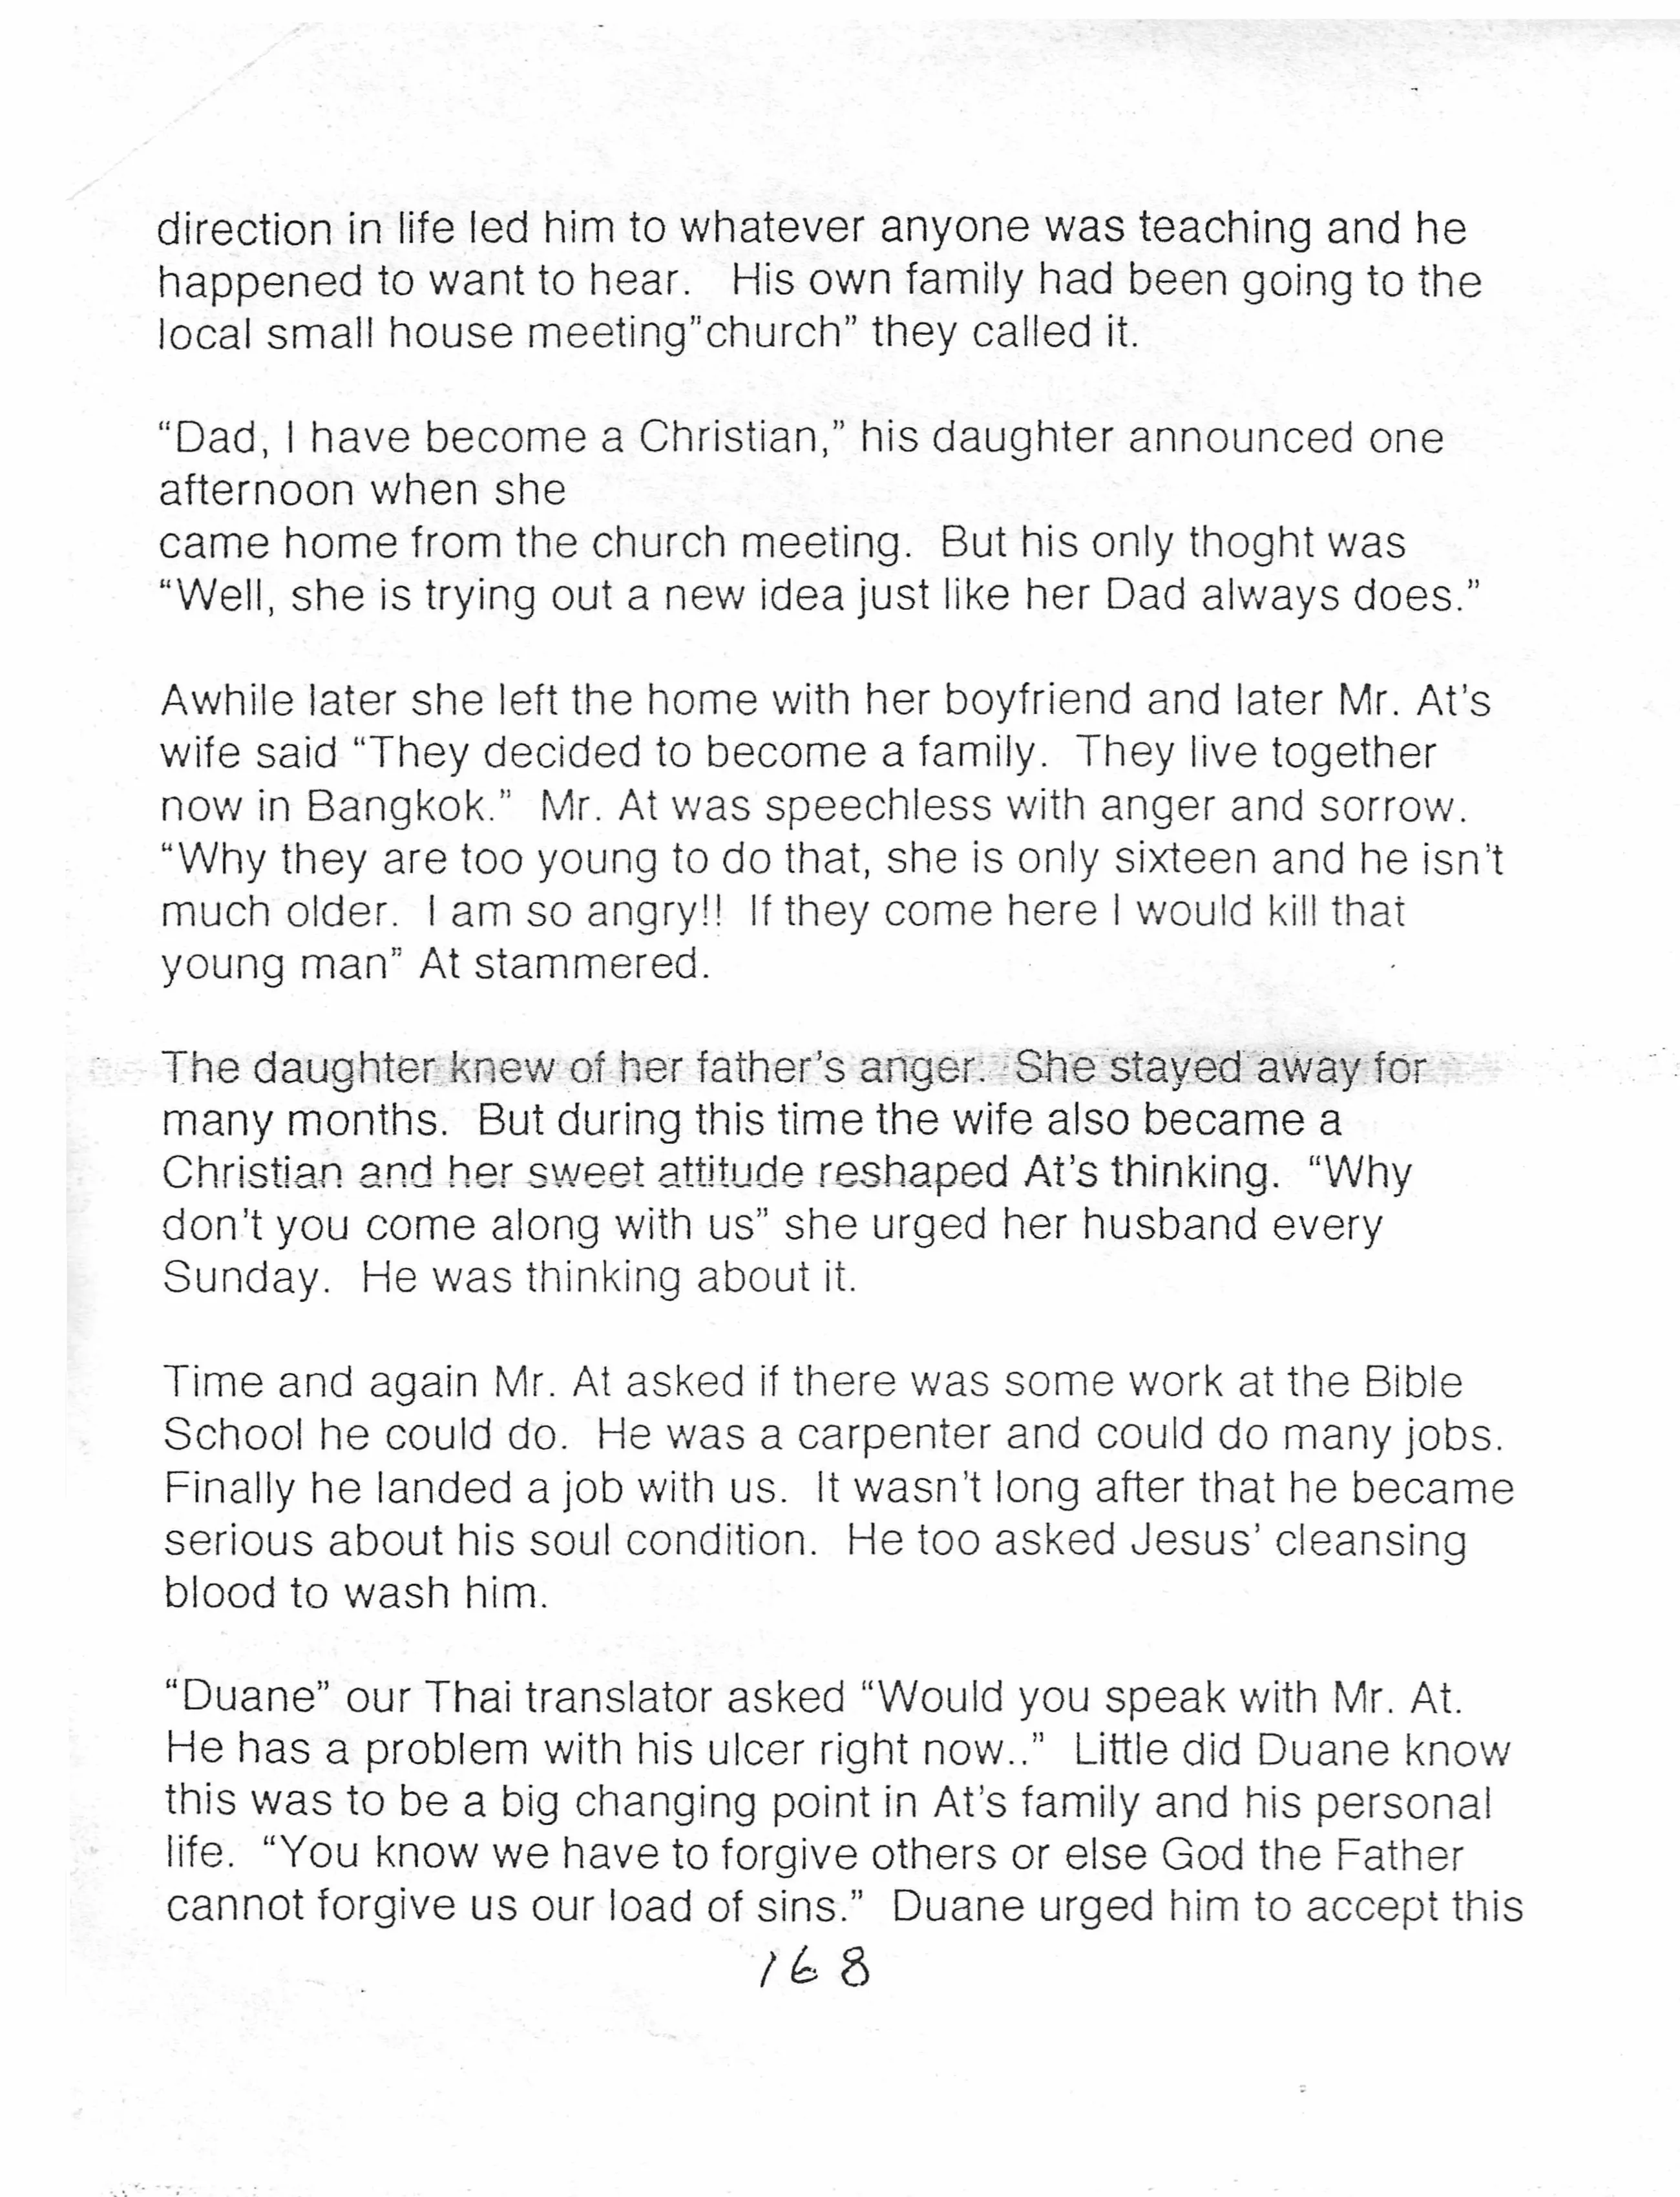 direction in life led him to whatever anyone was teaching and he
happened to want to hear. His own family had been going to the
local small house meeting"church" they called it.
"Dad, I have become a Christian," his daughter announced one
afternoon when she
came home from the church meeting. But his only thoght was
"Well, she is trying out a new idea just like her Dad always does."
Awhile later she left the home with her boyfriend and later Mr. At's
wife said "They decided to become a family. They live together
now in Bangkok." Mr. At was speechless with anger and sorrow.
"Why they are too young to do that, she is only sixteen and he isn't
much older. I am so angry!! If they come here I would kill that
young man" At stammered.
The daughter knew of her father's anger. She stayed away for
many months. But during this time the wife also became a
Christian and her sweet attitude reshaped At's thinking. "Why
don't you come along with us" she urged her husband every
Sunday. He was thinking about it.
Time and again Mr. At asked if there was some work at the Bible
School he could do. He was a carpenter and could do many jobs.
Finally he landed a job with us. It wasn't long after that he became
serious about his soul condition. He too asked Jesus' cleansing
blood to wash him.
"Duane" our Thai translator asked "Would you speak with Mr. At.
He has a problem with his ulcer right now.." Little did Duane know
this was to be a big changing point in At's family and his personal
life. "You know we have to forgive others or else God the Father
cannot forgive us our load of sins." Duane urged him to accept this
168